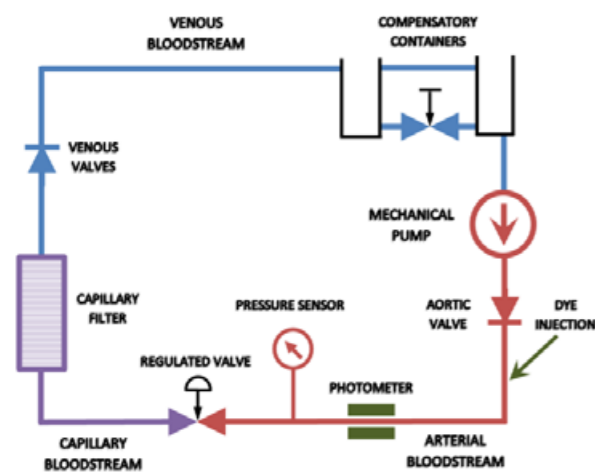 VENOUS
BLOODSTREAM
COMPENSATORY
CONTAINERS
VENOUS
VALVES
MECHANICAL
PUMP
CAPILLARY
FILTER
PRESSURE SENSOR
AORTIC
VALVE
DYE
INJECTION
REGULATED VALVE
PHOTOMETER
CAPILLARY
BLOODSTREAM
ARTERIAL
BLOODSTREAM